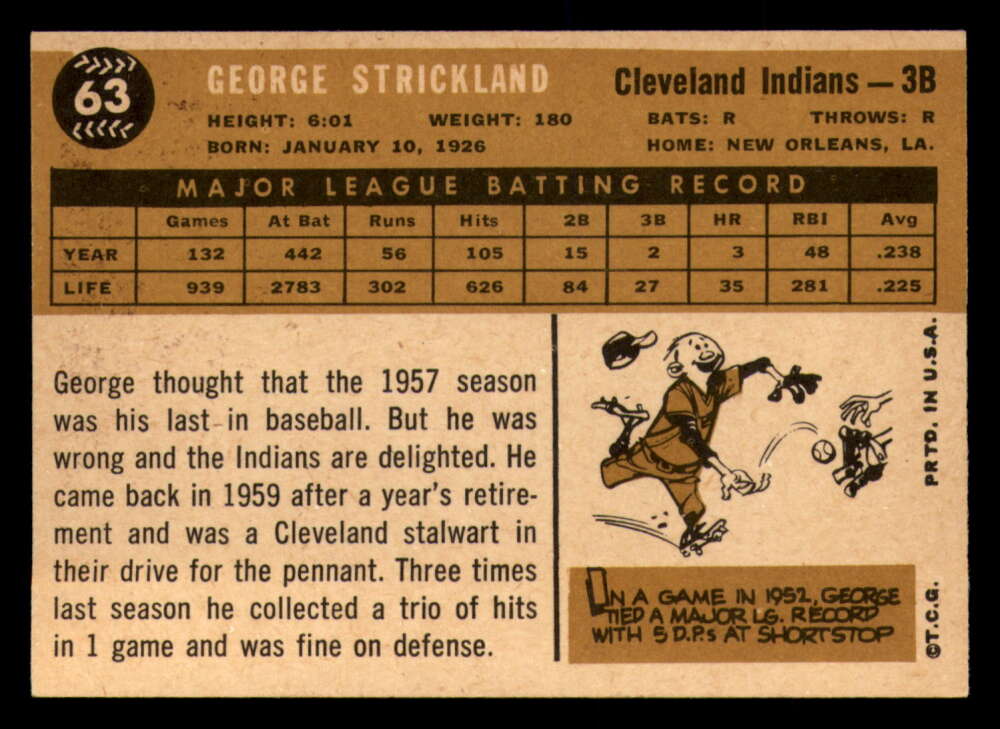 63
GEORGE STRICKLAND
Cleveland Indians — 3B
HEIGHT: 6:01 WEIGHT: 180 BATS: R THROWS: R
BORN: JANUARY 10, 1926 HOME: NEW ORLEANS, LA.
MAJOR LEAGUE BATTING RECORD
Games At Bat Runs Hits 2B 3B HR RBI Avg
YEAR 132 442 56 105 15 2 3 48 .238
LIFE 939 2783 302 626 84 27 35 281 .225
George thought that the 1957 season
was his last in baseball. But he was
wrong and the Indians are delighted. He
came back in 1959 after a year's retire-
ment and was a Cleveland stalwart in
their drive for the pennant. Three times
last season he collected a trio of hits
in 1 game and was fine on defense.
IN A GAME IN 1952, GEORGE
TIED A MAJOR LG. RECORD
WITH 5 D.P.s AT SHORTSTOP
©T.C.G. PRTD. IN U.S.A.